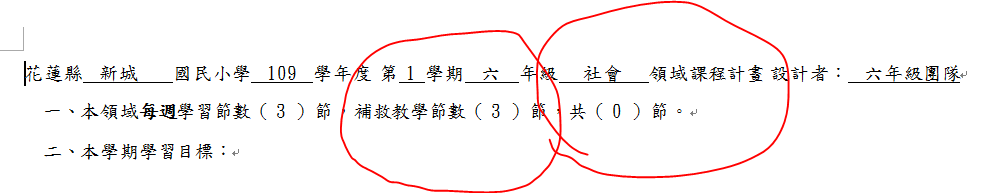 花蓮縣 新城 國民小學 109 學年度 第 1 學期 六 年級 社會 領域課程計畫 設計者： 六年級團隊
一、本領域每週學習節數（ 3 ）節，補救教學節數（ 3 ）節，共（ 0 ）節。
二、本學期學習目標：